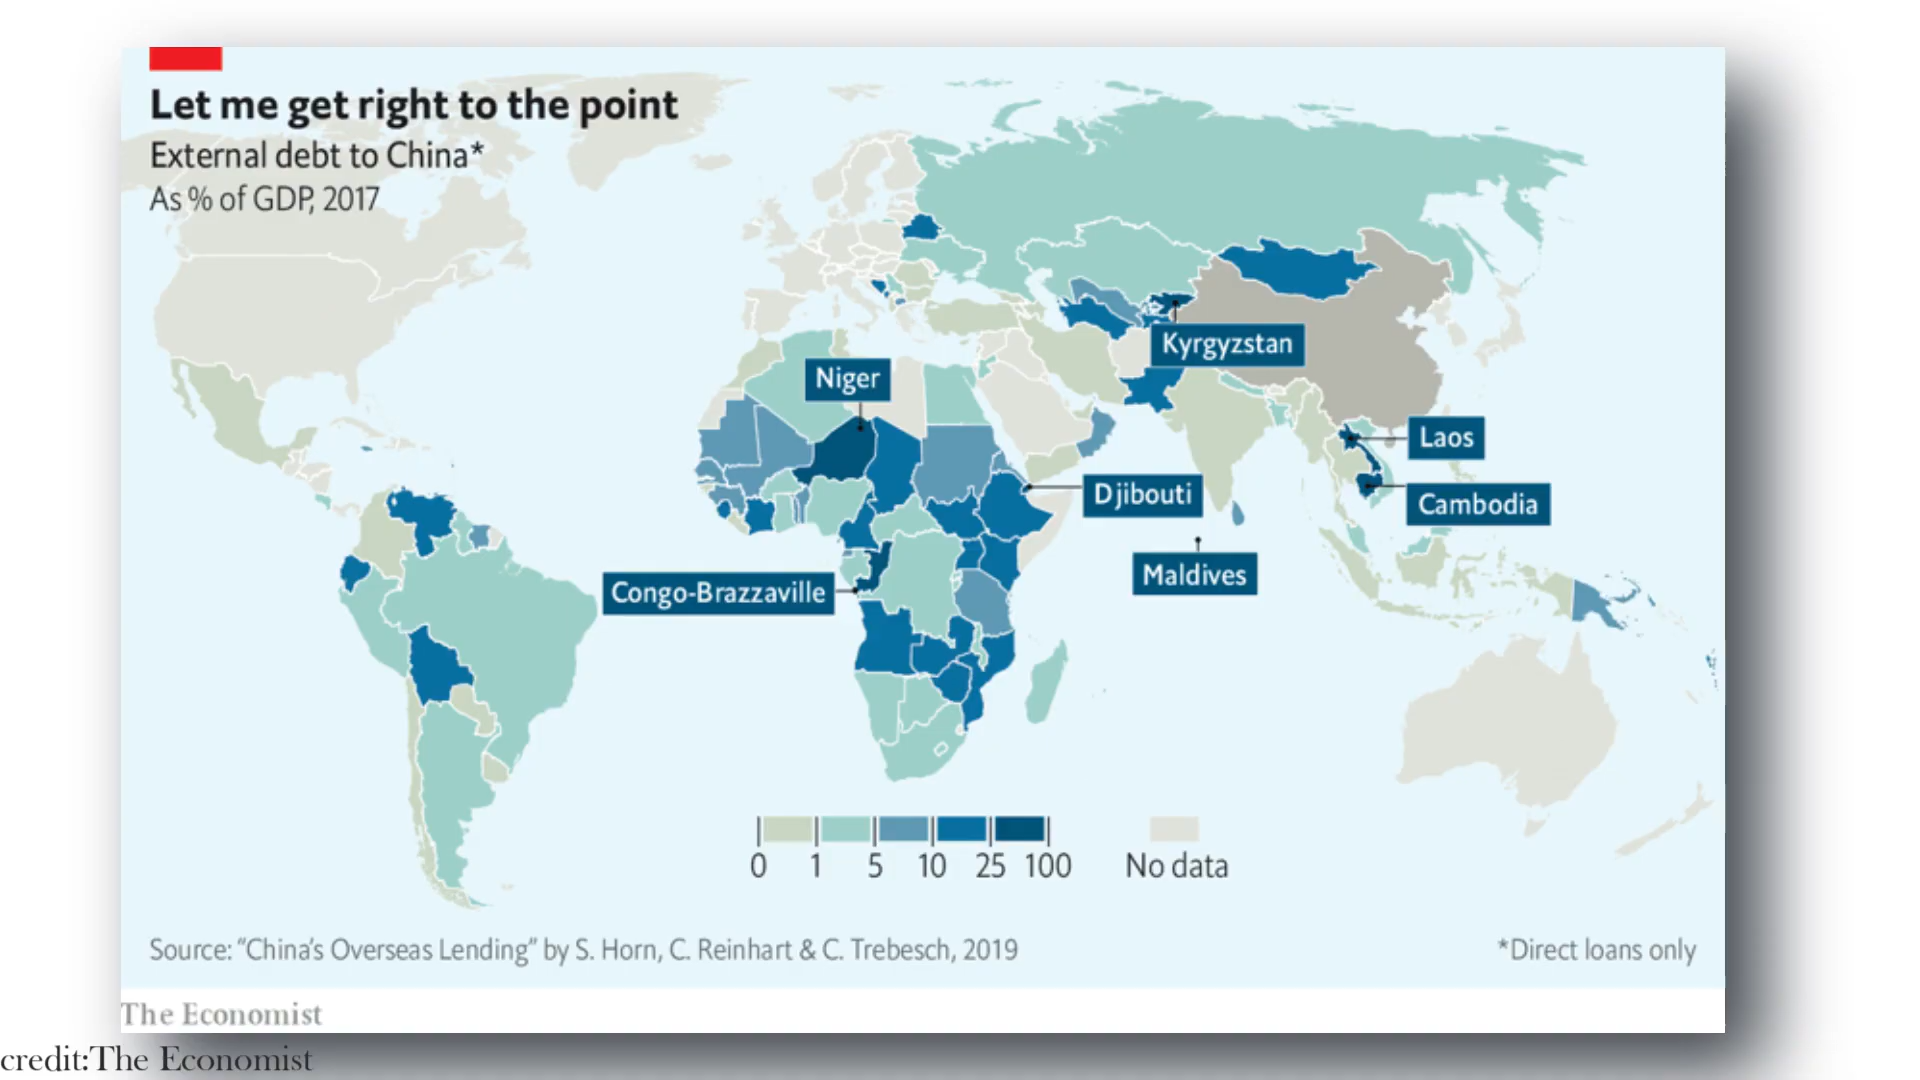 Let me get right to the point
External debt to China*
As % of GDP, 2017
Kyrgyzstan
Niger
Laos
Djibouti
Cambodia
Maldives
Congo-Brazzaville
0 1 5 10 25 100
No data
Source: “China’s Overseas Lending” by S. Horn, C. Reinhart & C. Trebesch, 2019
*Direct loans only
The Economist
credit:The Economist